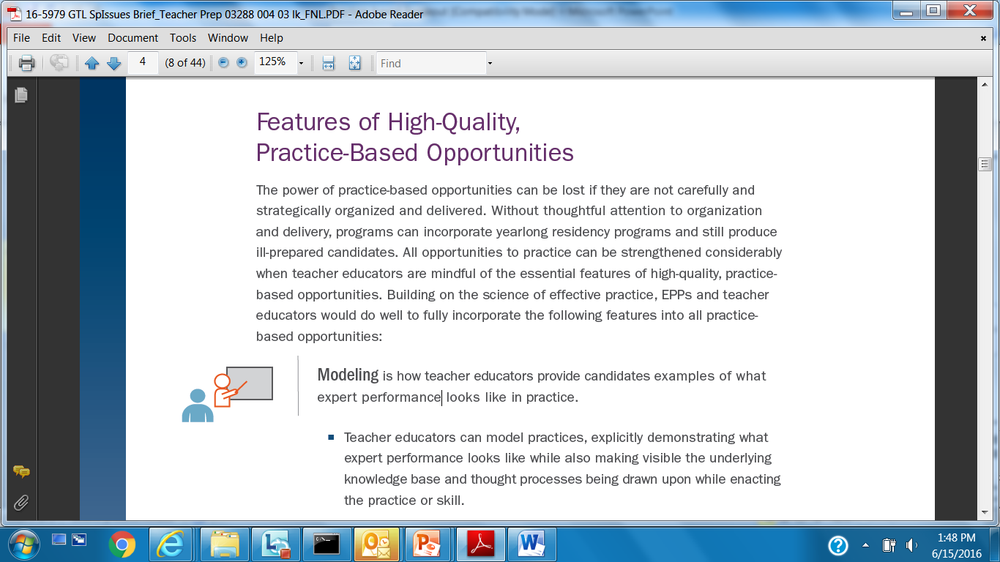 16-5979 GTL SpIssues Brief_Teacher Prep 03288 004 03 lk_FNL.PDF - Adobe Reader
File Edit View Document Tools Window Help
4 (8 of 44) 125% Find
Features of High-Quality,
Practice-Based Opportunities
The power of practice-based opportunities can be lost if they are not carefully and
strategically organized and delivered. Without thoughtful attention to organization
and delivery, programs can incorporate yearlong residency programs and still produce
ill-prepared candidates. All opportunities to practice can be strengthened considerably
when teacher educators are mindful of the essential features of high-quality, practice-
based opportunities. Building on the science of effective practice, EPPs and teacher
educators would do well to fully incorporate the following features into all practice-
based opportunities:
Modeling is how teacher educators provide candidates examples of what
expert performance looks like in practice.
Teacher educators can model practices, explicitly demonstrating what
expert performance looks like while also making visible the underlying
knowledge base and thought processes being drawn upon while enacting
the practice or skill.
1:48 PM
6/15/2016